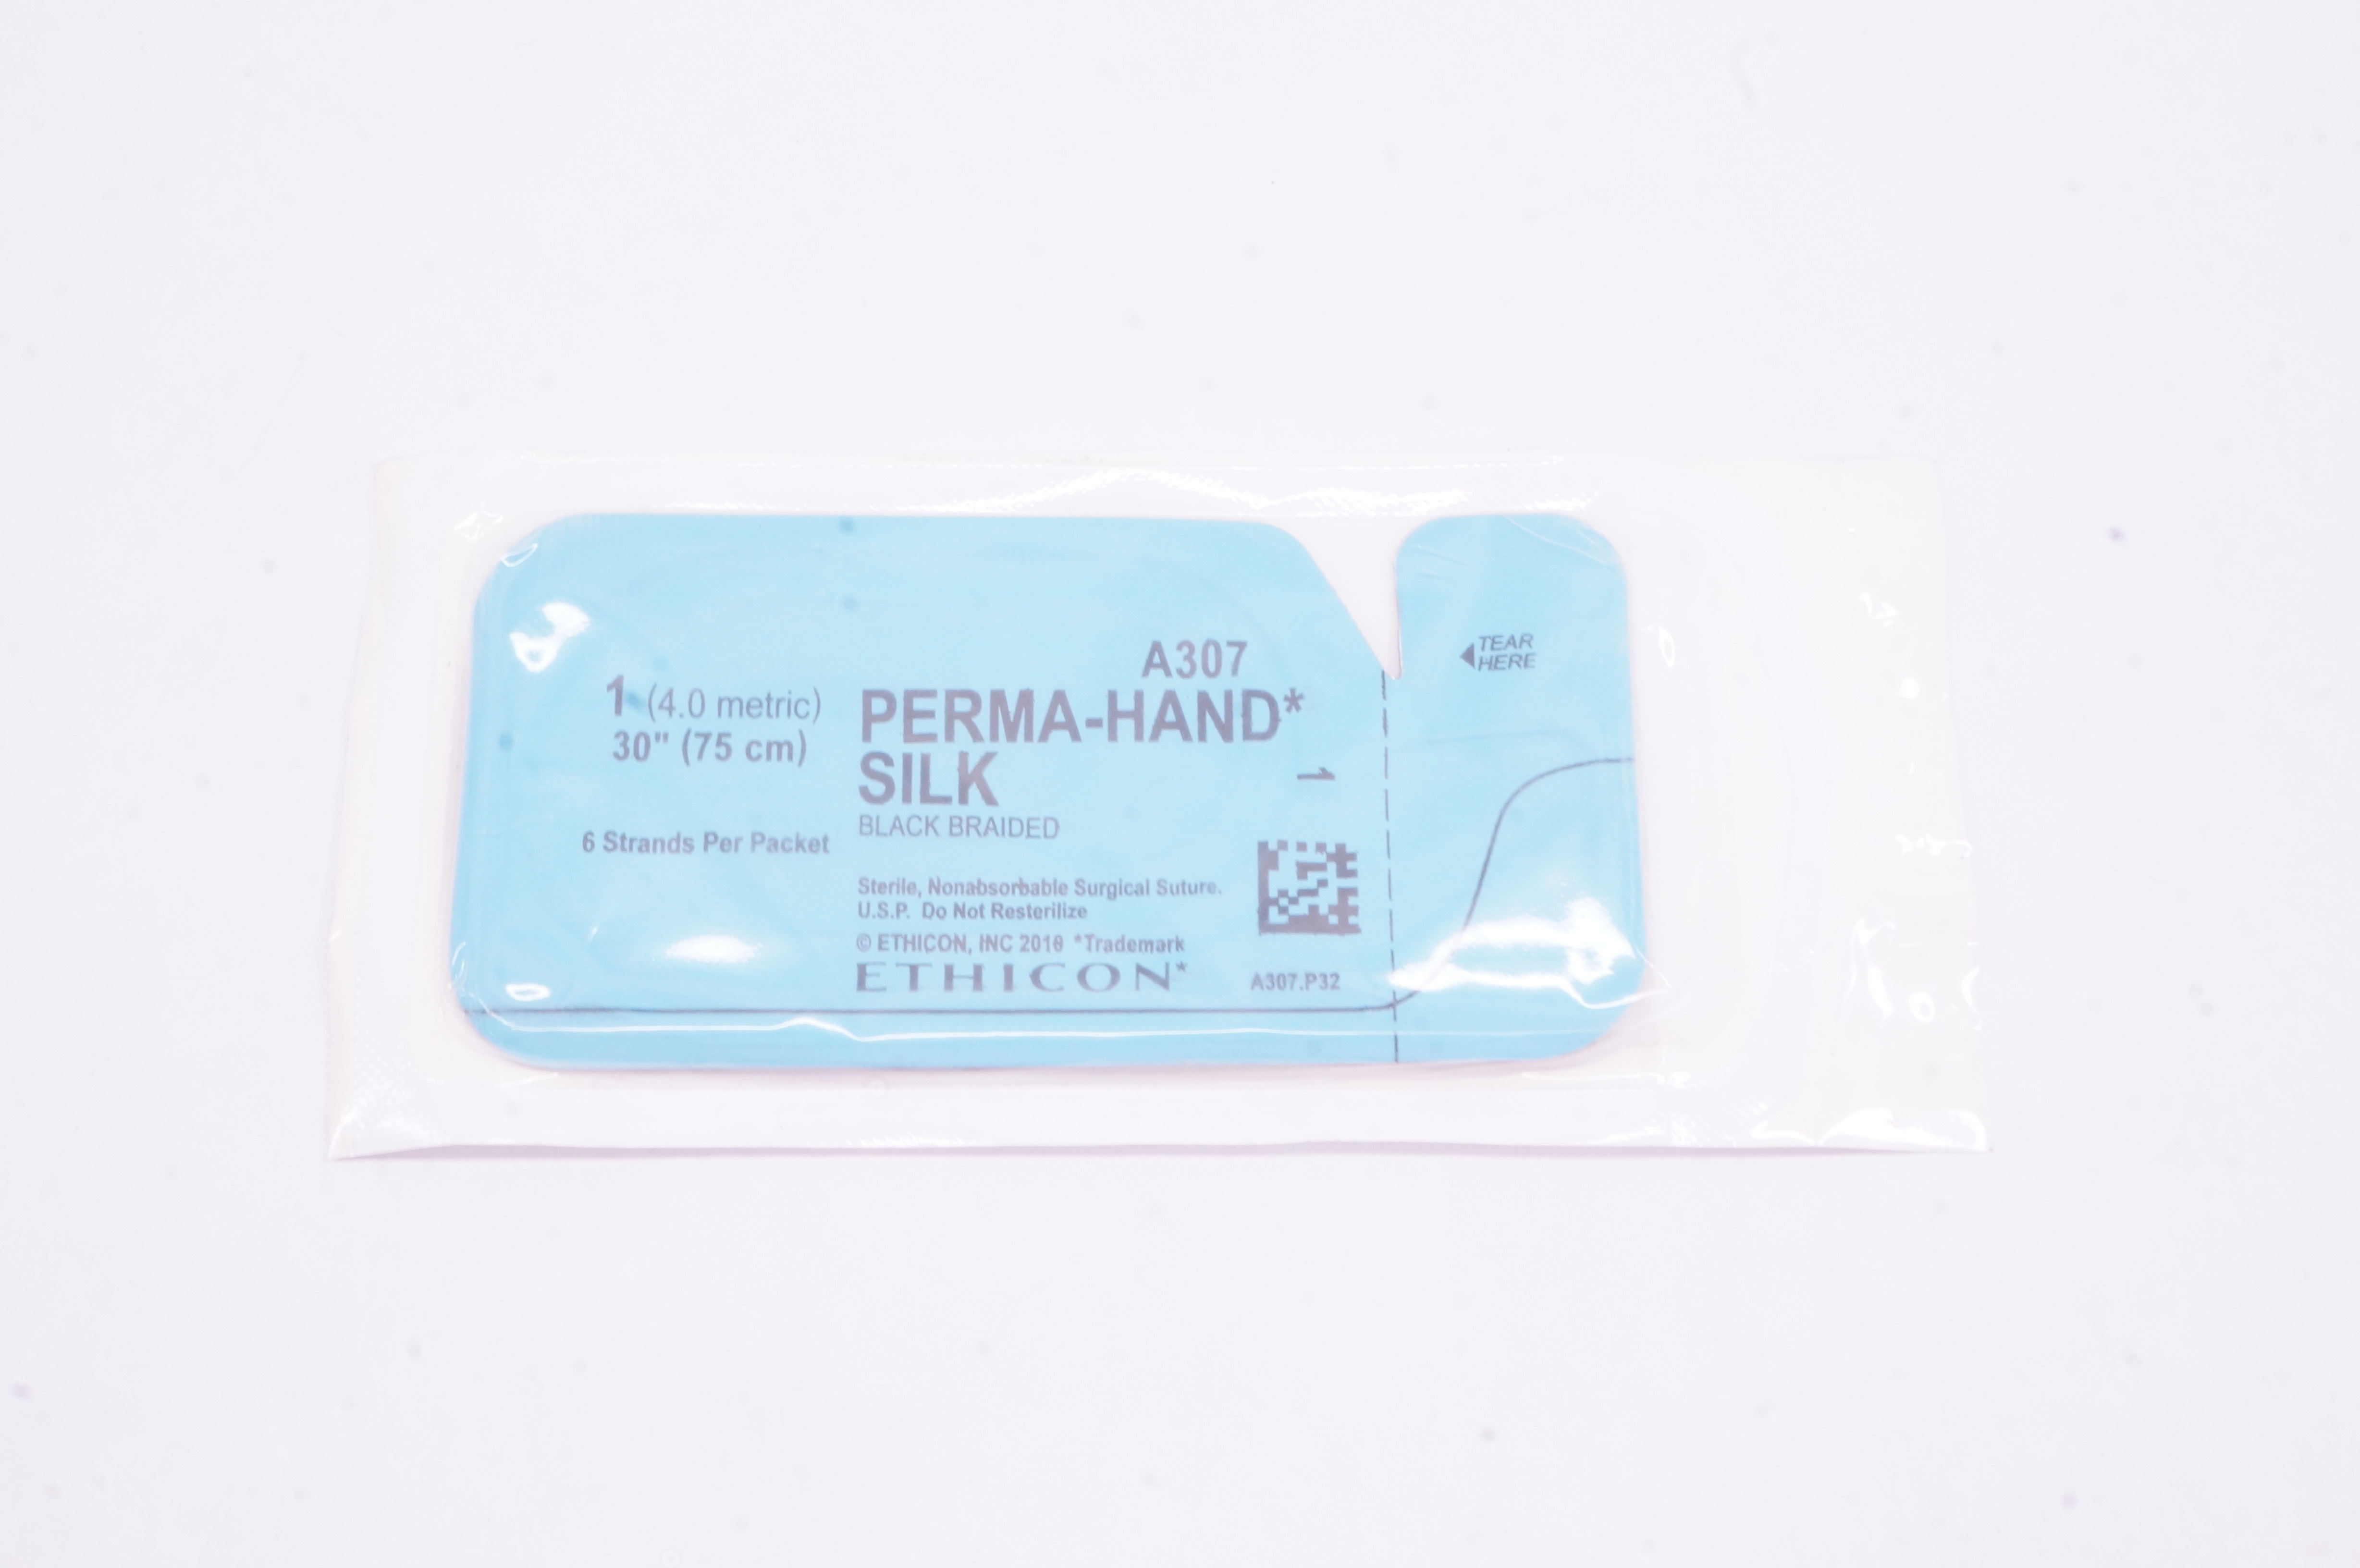 A307
1 (4.0 metric)
30" (75 cm)
6 Strands Per Packet
PERMA-HAND*
SILK
BLACK BRAIDED
1
Sterile, Nonabsorbable Surgical Suture.
U.S.P. Do Not Resterilize
© ETHICON, INC 2010 *Trademark
ETHICON*
A307.P32
TEAR
HERE